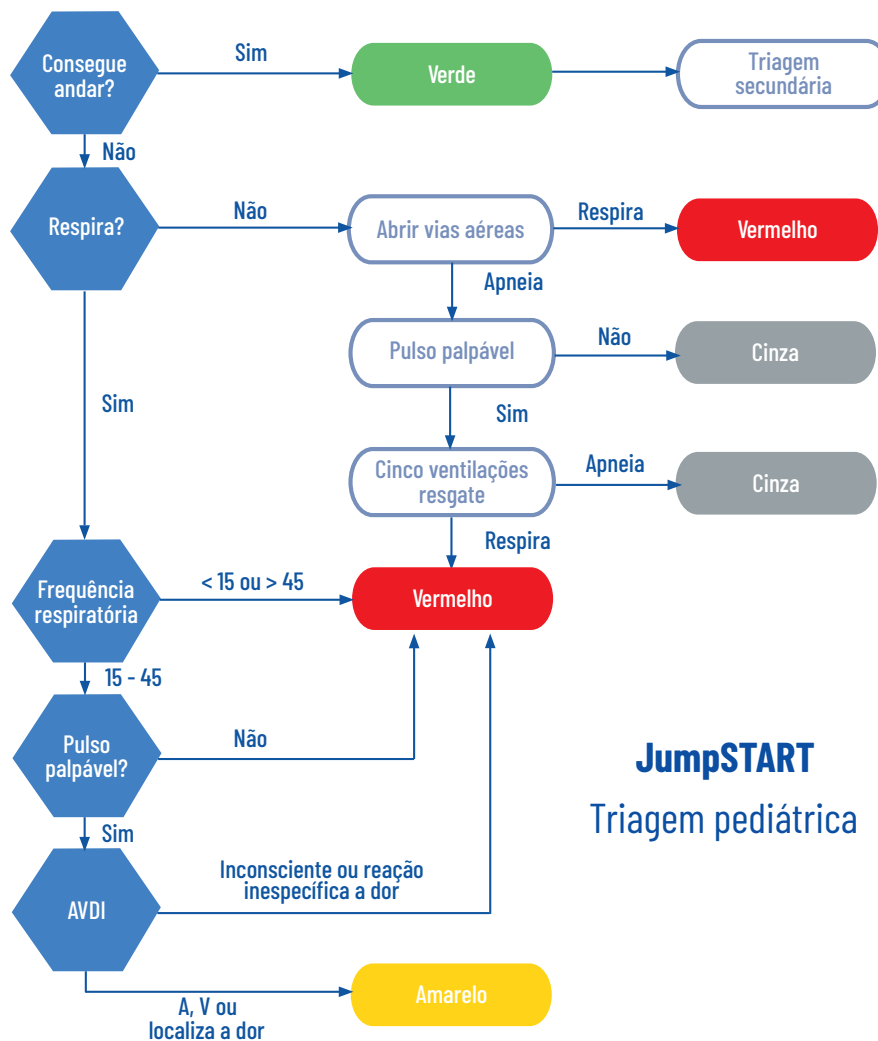 Consegue
andar?
Sim
Verde
Triagem
secundária
Não
Respira?
Não
Abrir vias aéreas
Respira
Vermelho
Apneia
Pulso palpável
Não
Cinza
Sim
Sim
Cinco ventilações
resgate
Apneia
Cinza
Respira
Frequência
respiratória
< 15 ou > 45
Vermelho
15 - 45
Pulso
palpável?
Não
JumpSTART
Triagem pediátrica
Sim
AVDI
Inconsciente ou reação
inespecífica a dor
A, V ou
localiza a dor
Amarelo